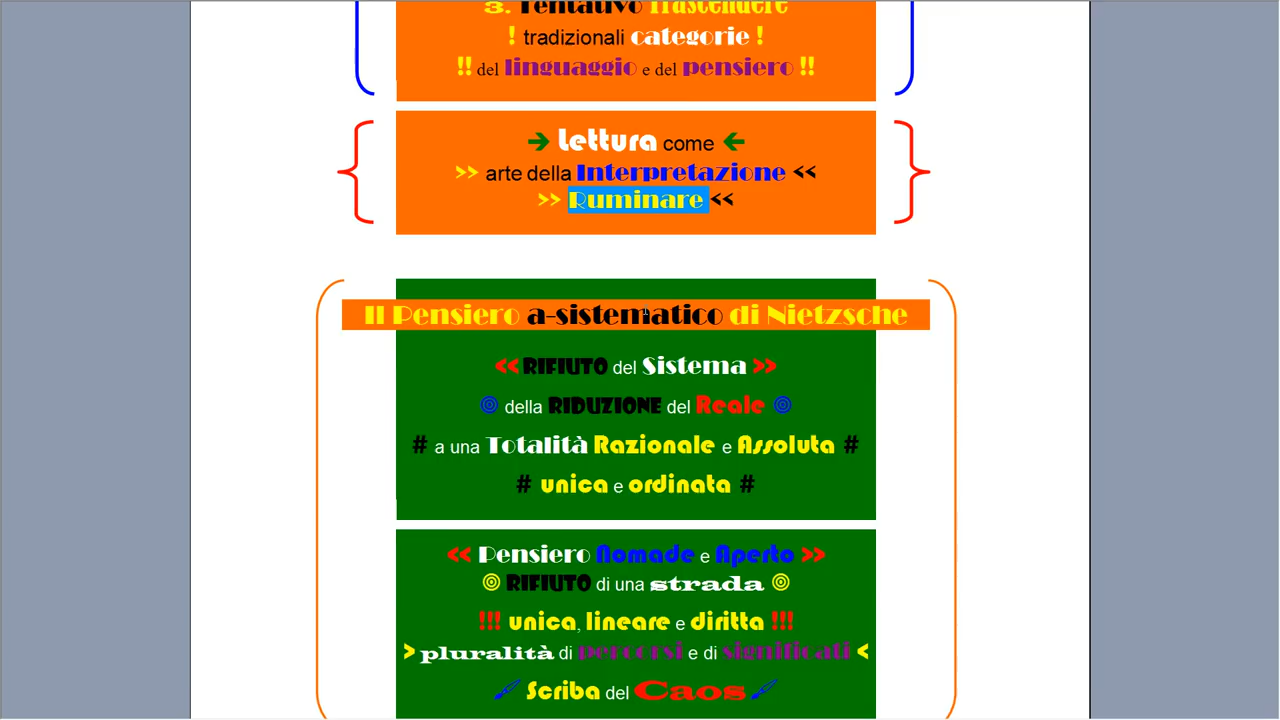 3. Tentativo Trascendere
! tradizionali categorie !
!! del linguaggio e del pensiero !!
➔ Lettura come ➔
>> arte della Interpretazione <<
>> Ruminare <<
Il Pensiero a-sistematico di Nietzsche
<< RIFIUTO del Sistema >>
della RIDUZIONE del Reale
# a una Totalità Razionale e Assoluta #
# unica e ordinata #
<< Pensiero Nomade e Aperto >>
RIFIUTO di una strada
!!! unica, lineare e diritta !!!
> pluralità di percorsi e di significati <
Scriba del Caos